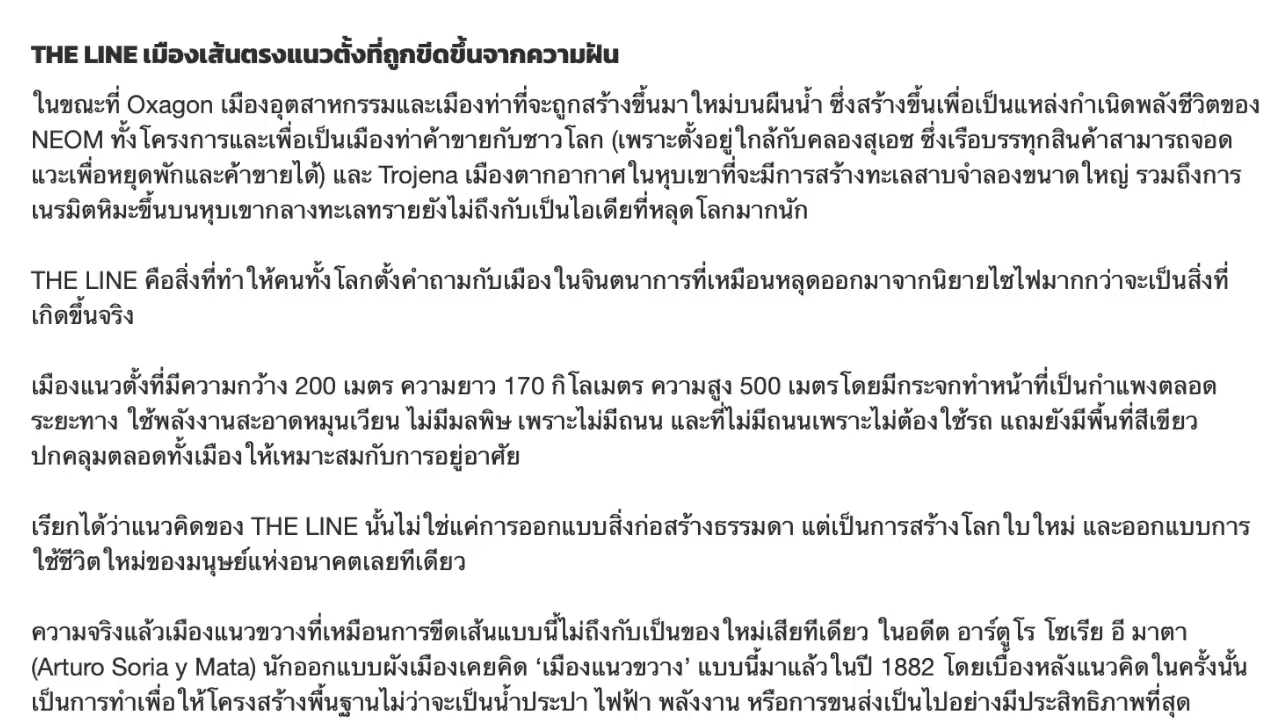 THE LINE เมืองเส้นตรงแนวตั้งที่ถูกขีดขึ้นจากความฝัน
ในขณะที่ Oxagon เมืองอุตสาหกรรมและเมืองท่าที่จะถูกสร้างขึ้นมาใหม่บนผืนน้ำ ซึ่งสร้างขึ้นเพื่อเป็นแหล่งกำเนิดพลังชีวิตของ
NEOM ทั้งโครงการและเพื่อเป็นเมืองท่าค้าขายกับชาวโลก (เพราะตั้งอยู่ใกล้กับคลองสุเอซ ซึ่งเรือบรรทุกสินค้าสามารถจอด
แวะเพื่อหยุดพักและค้าขายได้) และ Trojena เมืองตากอากาศในหุบเขาที่จะมีการสร้างทะเลสาบจำลองขนาดใหญ่ รวมถึงการ
เนรมิตหิมะขึ้นบนหุบเขากลางทะเลทรายยังไม่ถึงกับเป็นไอเดียที่หลุดโลกมากนัก
THE LINE คือสิ่งที่ทำให้คนทั้งโลกตั้งคำถามกับเมืองในจินตนาการที่เหมือนหลุดออกมาจากนิยายไซไฟมากกว่าจะเป็นสิ่งที่
เกิดขึ้นจริง
เมืองแนวตั้งที่มีความกว้าง 200 เมตร ความยาว 170 กิโลเมตร ความสูง 500 เมตรโดยมีกระจกทำหน้าที่เป็นกำแพงตลอด
ระยะทาง ใช้พลังงานสะอาดหมุนเวียน ไม่มีมลพิษ เพราะไม่มีถนน และที่ไม่มีถนนเพราะไม่ต้องใช้รถ แถมยังมีพื้นที่สีเขียว
ปกคลุมตลอดทั้งเมืองให้เหมาะสมกับการอยู่อาศัย
เรียกได้ว่าแนวคิดของ THE LINE นั้นไม่ใช่แค่การออกแบบสิ่งก่อสร้างธรรมดา แต่เป็นการสร้างโลกใบใหม่ และออกแบบการ
ใช้ชีวิตใหม่ของมนุษย์แห่งอนาคตเลยทีเดียว
ความจริงแล้วเมืองแนวขวางที่เหมือนการขีดเส้นแบบนี้ไม่ถึงกับเป็นของใหม่เสียทีเดียว ในอดีต อาร์ตูโร โซเรีย อี มาตา
(Arturo Soria y Mata) นักออกแบบผังเมืองเคยคิด ‘เมืองแนวขวาง’ แบบนี้มาแล้วในปี 1882 โดยเบื้องหลังแนวคิดในครั้งนั้น
เป็นการทำเพื่อให้โครงสร้างพื้นฐานไม่ว่าจะเป็นน้ำประปา ไฟฟ้า พลังงาน หรือการขนส่งเป็นไปอย่างมีประสิทธิภาพที่สุด